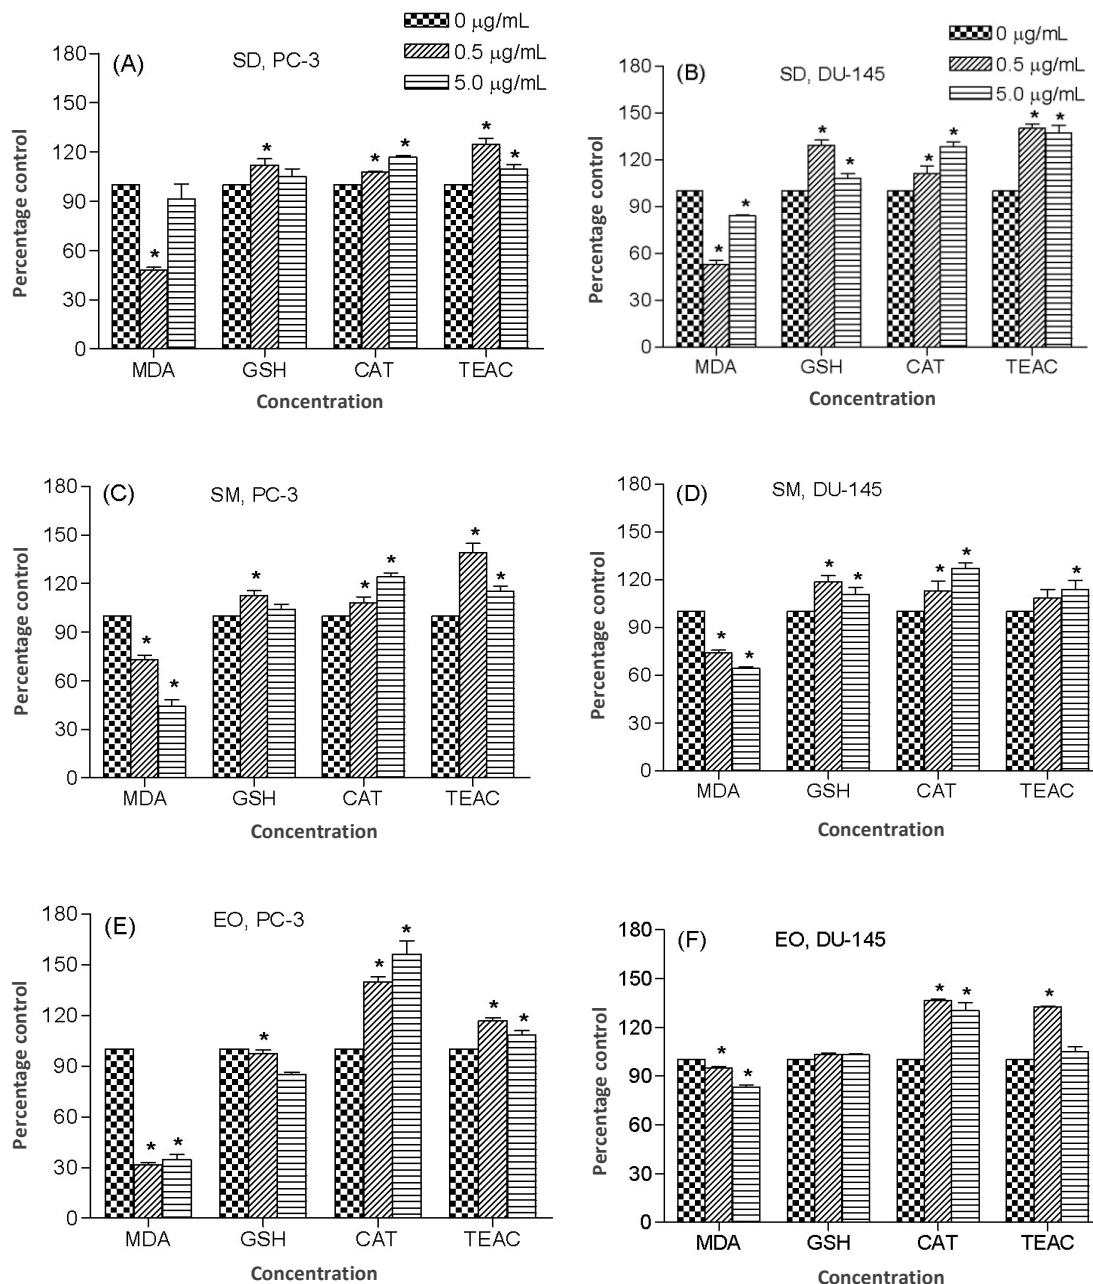 0 μg/mL
0.5 μg/mL
5.0 μg/mL
(A)
SD, PC-3
180
150
120
90
60
30
0
Percentage control
*
*
*
*
*
*
MDA
GSH
CAT
TEAC
Concentration
0 μg/mL
0.5 μg/mL
5.0 μg/mL
(B)
SD, DU-145
180
150
120
90
60
30
0
Percentage control
*
*
*
*
*
*
*
*
MDA
GSH
CAT
TEAC
Concentration
(C)
SM, PC-3
180
150
120
90
60
30
0
Percentage control
*
*
*
*
*
*
*
MDA
GSH
CAT
TEAC
Concentration
(D)
SM, DU-145
180
150
120
90
60
30
0
Percentage control
*
*
*
*
*
*
*
MDA
GSH
CAT
TEAC
Concentration
(E)
EO, PC-3
180
150
120
90
60
30
0
Percentage control
*
*
*
*
*
*
*
MDA
GSH
CAT
TEAC
Concentration
(F)
EO, DU-145
180
150
120
90
60
30
0
Percentage control
*
*
*
*
*
MDA
GSH
CAT
TEAC
Concentration